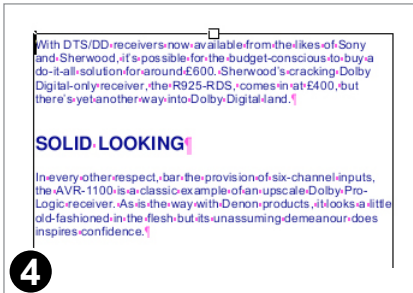 With DTS/DD receivers now available from the likes of Sony
and Sherwood, it's possible for the budget-conscious to buy a
do-it-all solution for around £600. Sherwood's cracking Dolby
Digital-only receiver, the R925-RDS, comes in at £400, but
there's yet another way into Dolby Digital land.¶
SOLID LOOKING¶
In every other respect, bar the provision of six-channel inputs,
the AVR-1100 is a classic example of an upscale Dolby Pro-
Logic receiver. As is the way with Denon products, it looks a little
old-fashioned in the flesh but its unassuming demeanour does
inspires confidence.¶
4